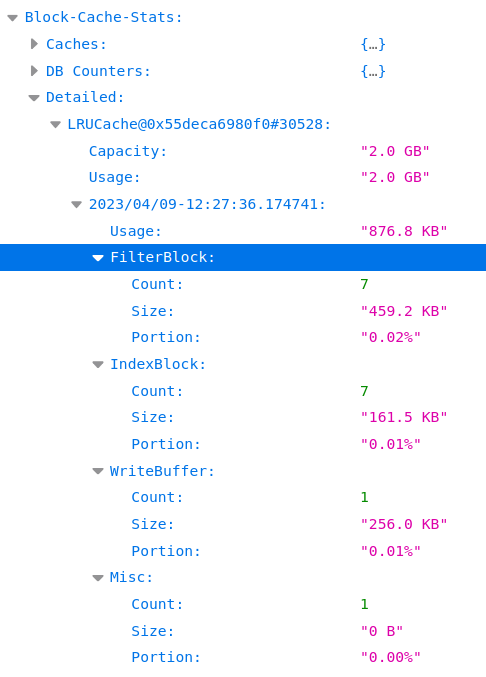 Block-Cache-Stats:
Caches: {…}
DB Counters: {…}
Detailed:
LRUCache@0x55deca6980f0#30528:
Capacity: "2.0 GB"
Usage: "2.0 GB"
2023/04/09-12:27:36.174741:
Usage: "876.8 KB"
FilterBlock:
Count: 7
Size: "459.2 KB"
Portion: "0.02%"
IndexBlock:
Count: 7
Size: "161.5 KB"
Portion: "0.01%"
WriteBuffer:
Count: 1
Size: "256.0 KB"
Portion: "0.01%"
Misc:
Count: 1
Size: "0 B"
Portion: "0.00%"